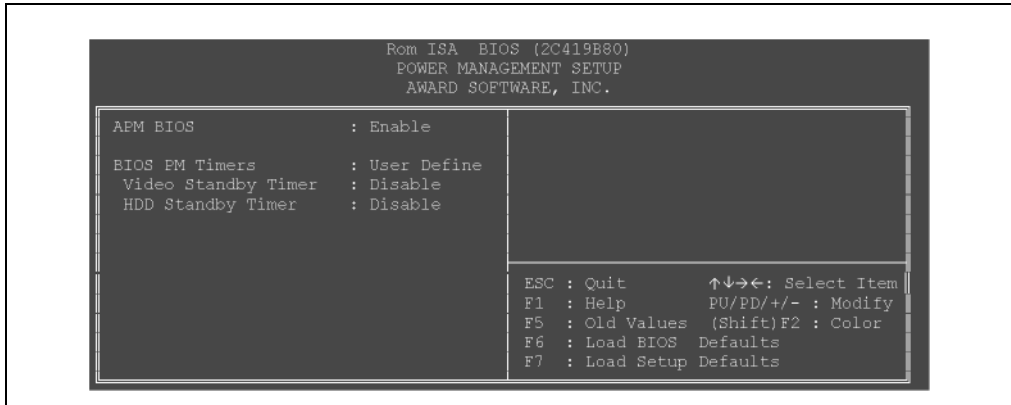 Rom ISA BIOS (2C419B80)
POWER MANAGEMENT SETUP
AWARD SOFTWARE, INC.
APM BIOS : Enable
BIOS PM Timers : User Define
Video Standby Timer : Disable
HDD Standby Timer : Disable
ESC : Quit ↑↓→←: Select Item
F1 : Help PU/PD/+/- : Modify
F5 : Old Values (Shift)F2 : Color
F6 : Load BIOS Defaults
F7 : Load Setup Defaults